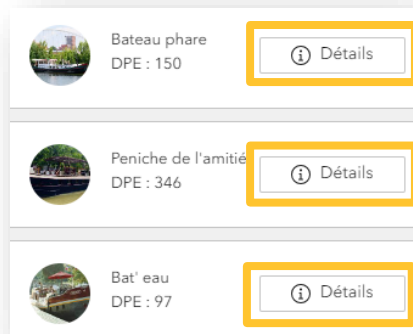 Bateau phare
DPE : 150
Détails
Peniche de l'amitié
DPE : 346
Détails
Bat' eau
DPE : 97
Détails